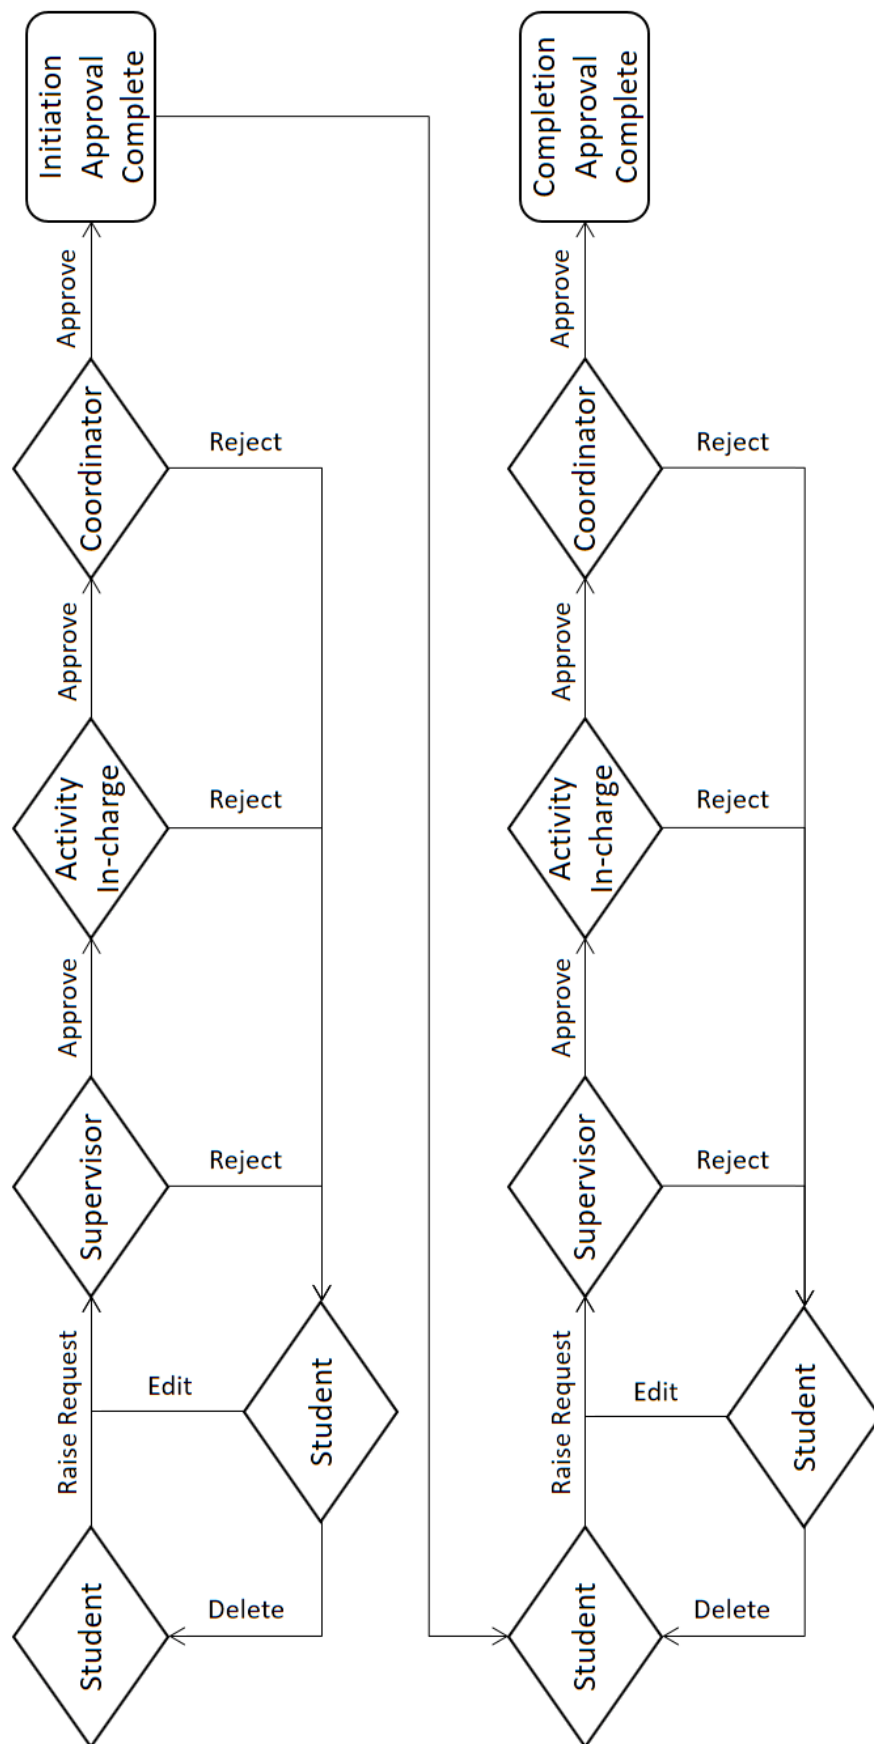 Initiation
Approval
Complete
Approve
Coordinator
Reject
Approve
Activity
In-charge
Reject
Approve
Supervisor
Reject
Raise Request
Edit
Student
Student
Delete
Completion
Approval
Complete
Approve
Coordinator
Reject
Approve
Activity
In-charge
Reject
Approve
Supervisor
Reject
Raise Request
Edit
Student
Student
Delete